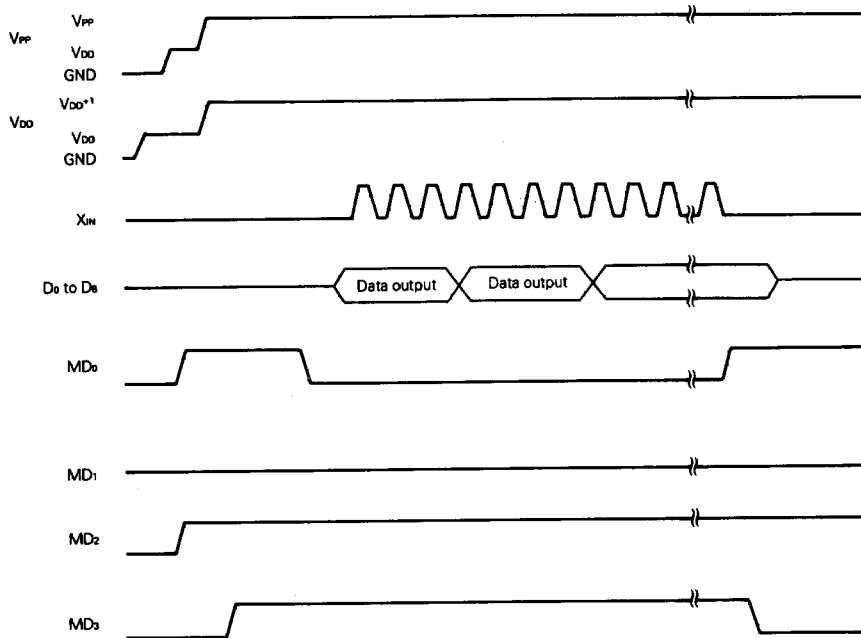 VPP VPP
VDD
GND
VDD VDD+1
VDD
GND
XIN
D0 to D8 Data output Data output
MD0
MD1
MD2
MD3